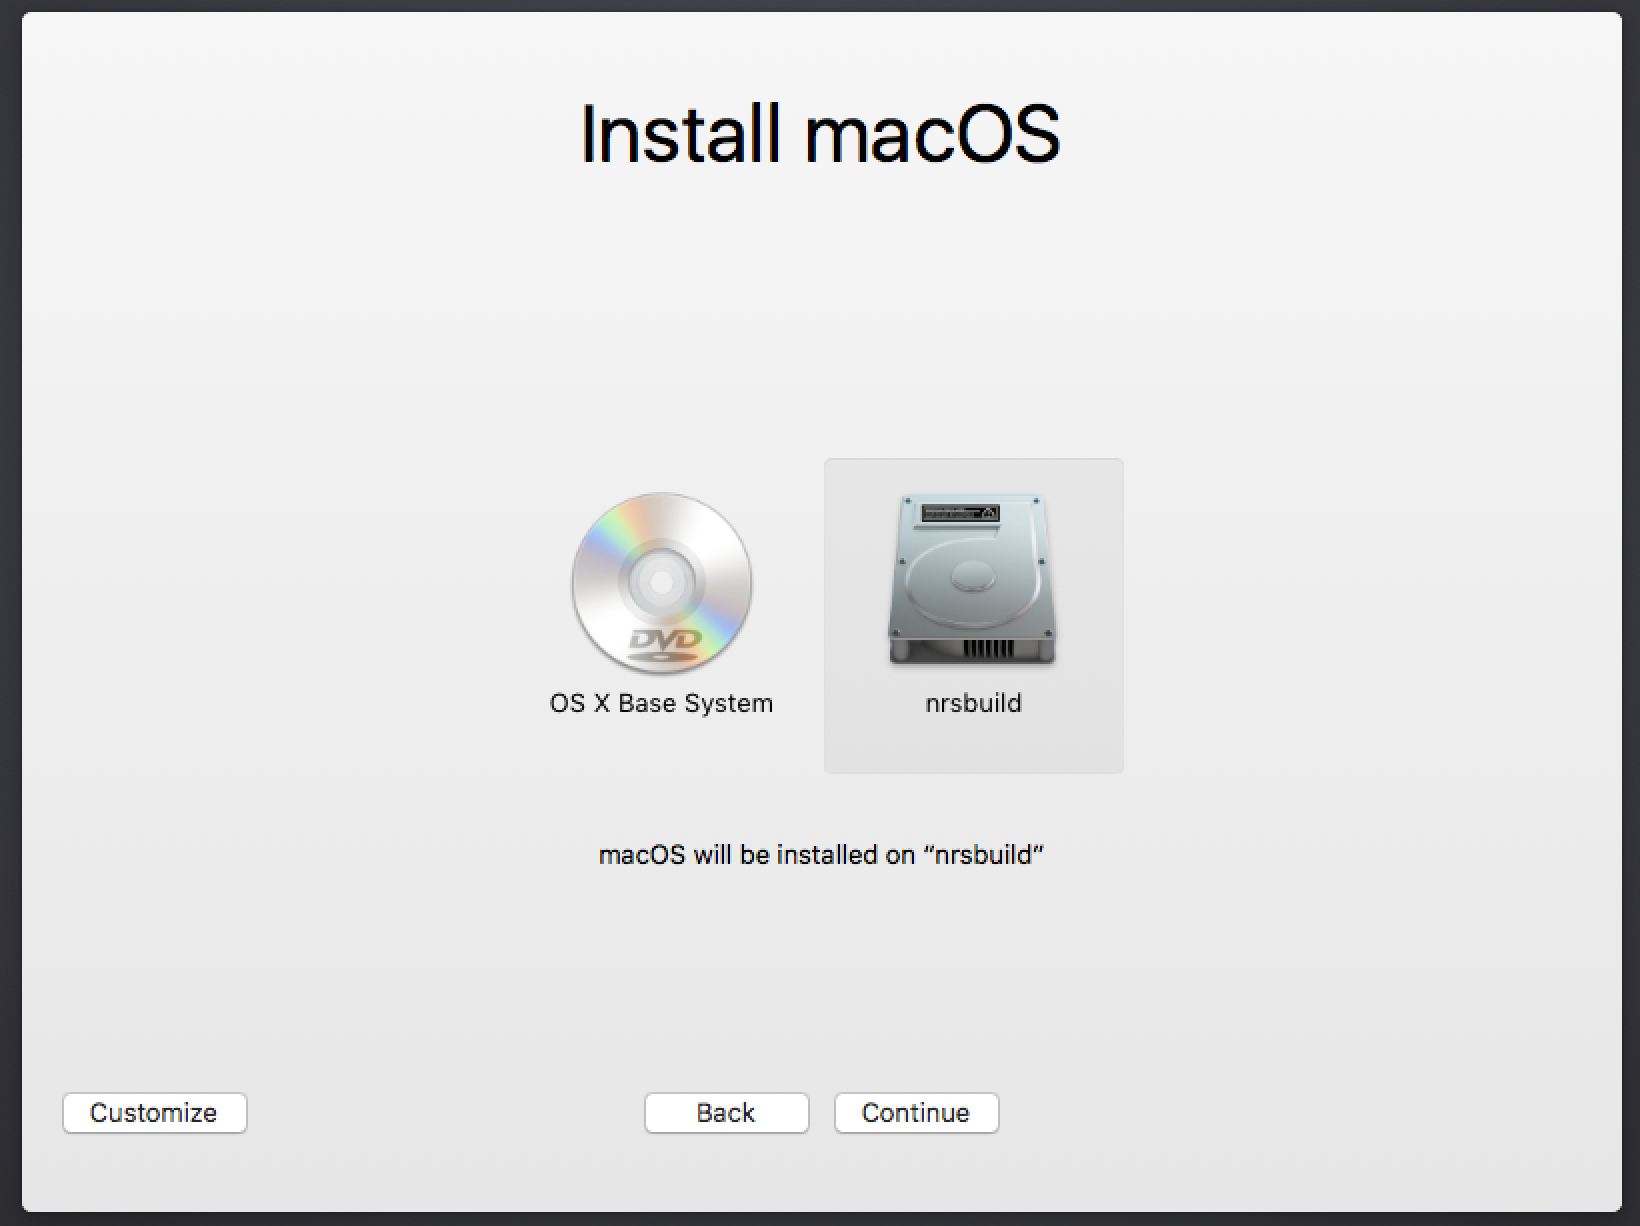 Install macOS
DVD
OS X Base System
nrsbuild
macOS will be installed on “nrsbuild”
Customize
Back
Continue